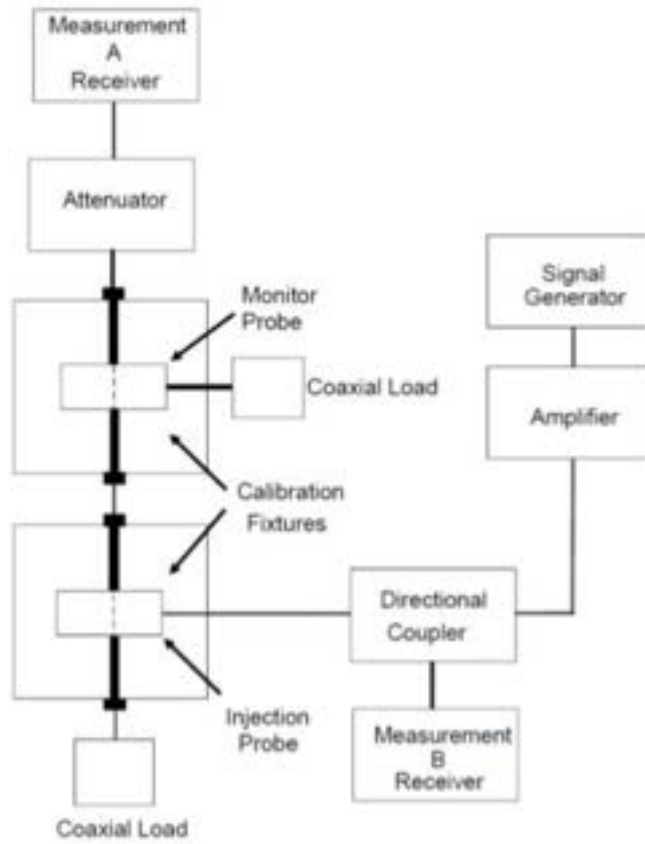 Measurement
A
Receiver
Attenuator
Monitor
Probe
Coaxial Load
Signal
Generator
Amplifier
Calibration
Fixtures
Directional
Coupler
Injection
Probe
Measurement
B
Receiver
Coaxial Load